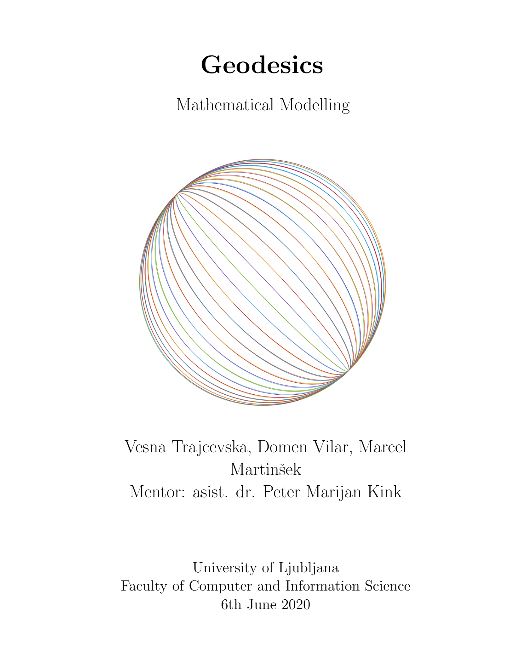 Geodesics
Mathematical Modelling
Vesna Trajcevska, Domen Vilar, Marcel
Martinšek
Mentor: asist. dr. Peter Marijan Kink
University of Ljubljana
Faculty of Computer and Information Science
6th June 2020